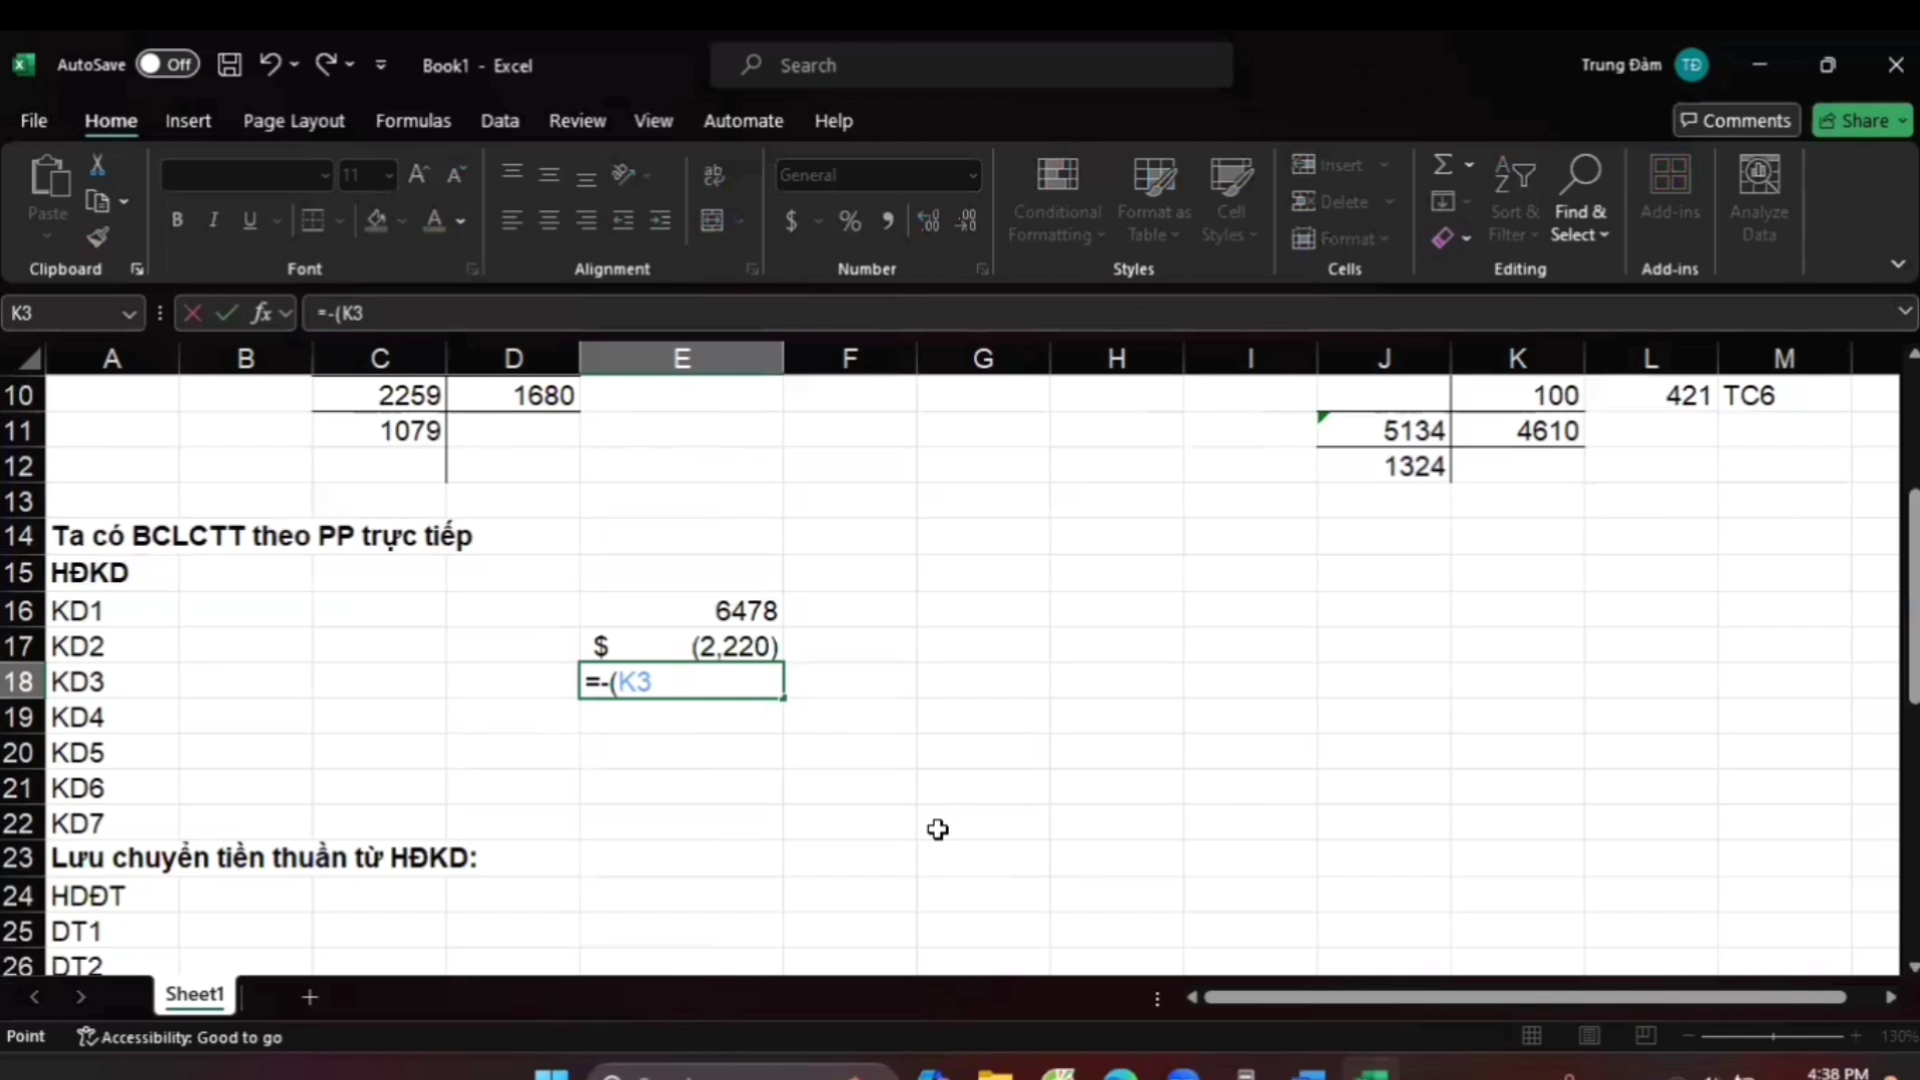 AutoSave Off Book1 - Excel Search Trung Đàm TĐ
File Home Insert Page Layout Formulas Data Review View Automate Help Comments Share
Paste 11 General Conditional Formatting Format as Table Cell Styles Insert Delete Format Sort & Filter Find & Select Add-ins Analyze Data
Clipboard Font Alignment Number Styles Cells Editing Add-ins
K3 fx =-(K3
A B C D E F G H I J K L M
10 2259 1680 100 421 TC6
11 1079 5134 4610
12 1324
13
14 Ta có BCLCTT theo PP trực tiếp
15 HĐKD
16 KD1 6478
17 KD2 $ (2,220)
18 KD3 =-(K3
19 KD4
20 KD5
21 KD6
22 KD7
23 Lưu chuyển tiền thuần từ HĐKD:
24 HDĐT
25 DT1
26 DT2
Sheet1
Point Accessibility: Good to go 130%
4:38 PM